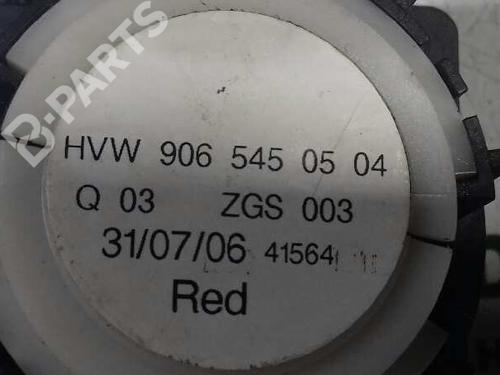 B-PARTS
HVW 906 545 05 04
Q 03 ZGS 003
31/07/06 41564
Red